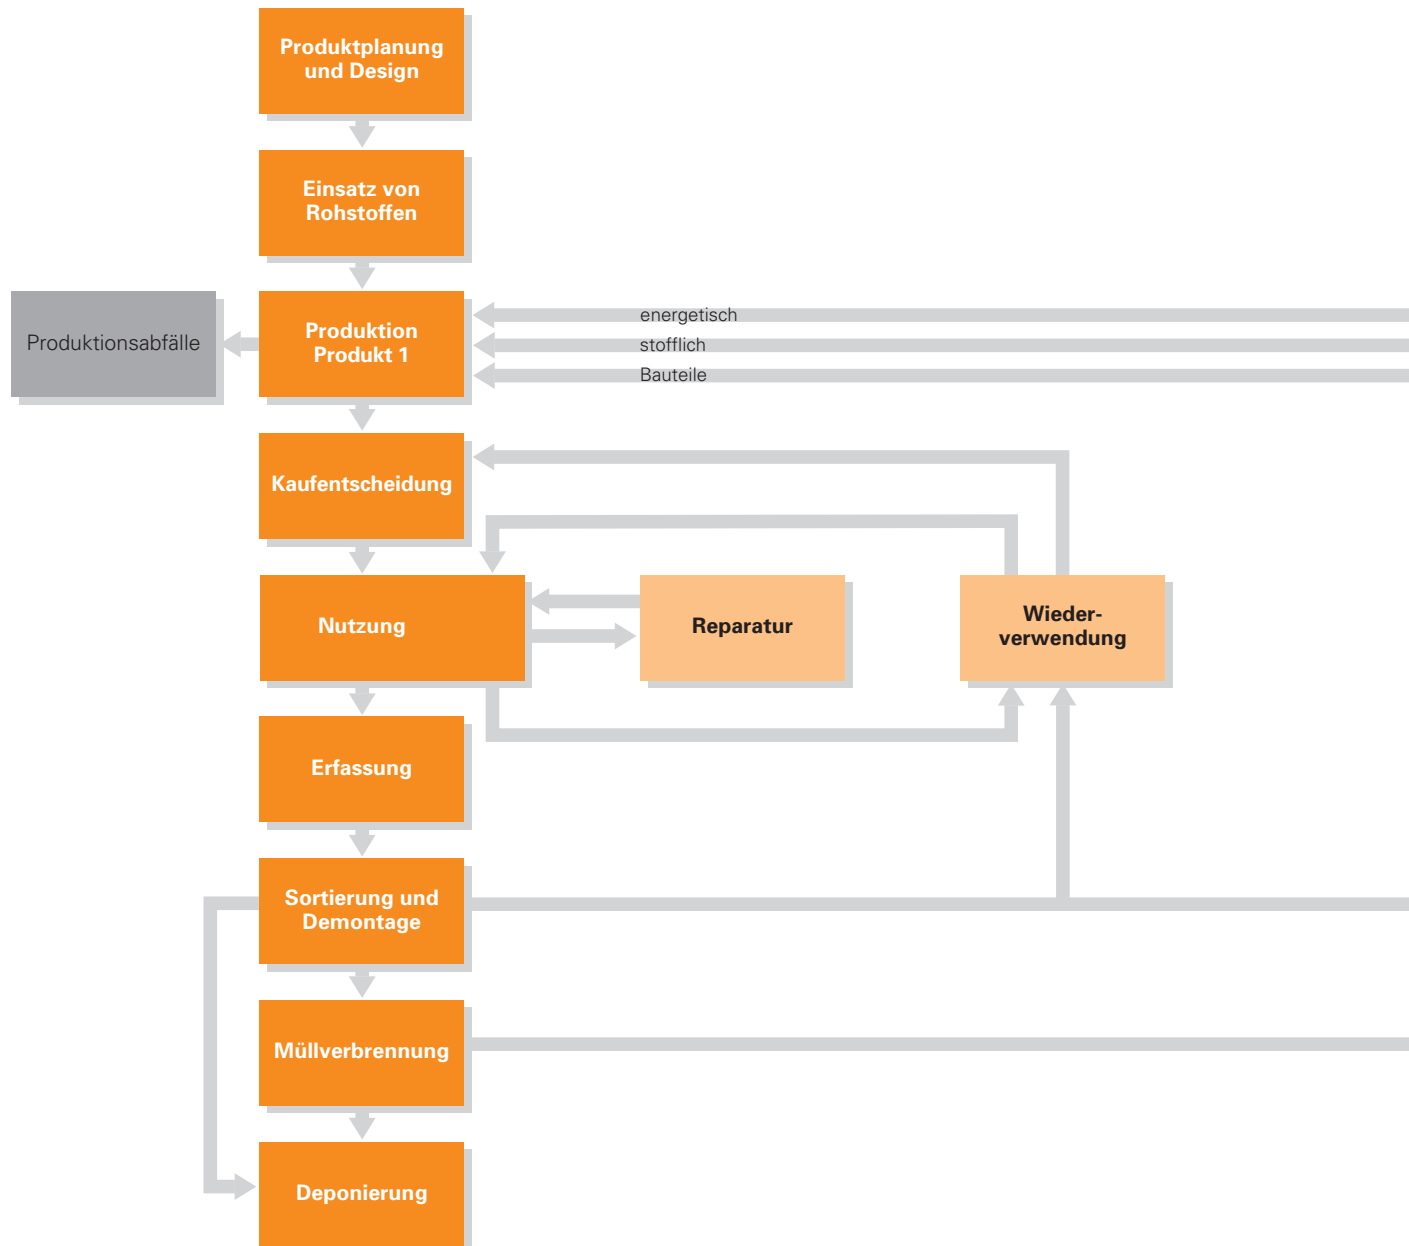 Produktplanung
und Design
Einsatz von
Rohstoffen
Produktionsabfälle
Produktion
Produkt 1
energetisch
stofflich
Bauteile
Kaufentscheidung
Nutzung
Reparatur
Wieder-
verwendung
Erfassung
Sortierung und
Demontage
Müllverbrennung
Deponierung